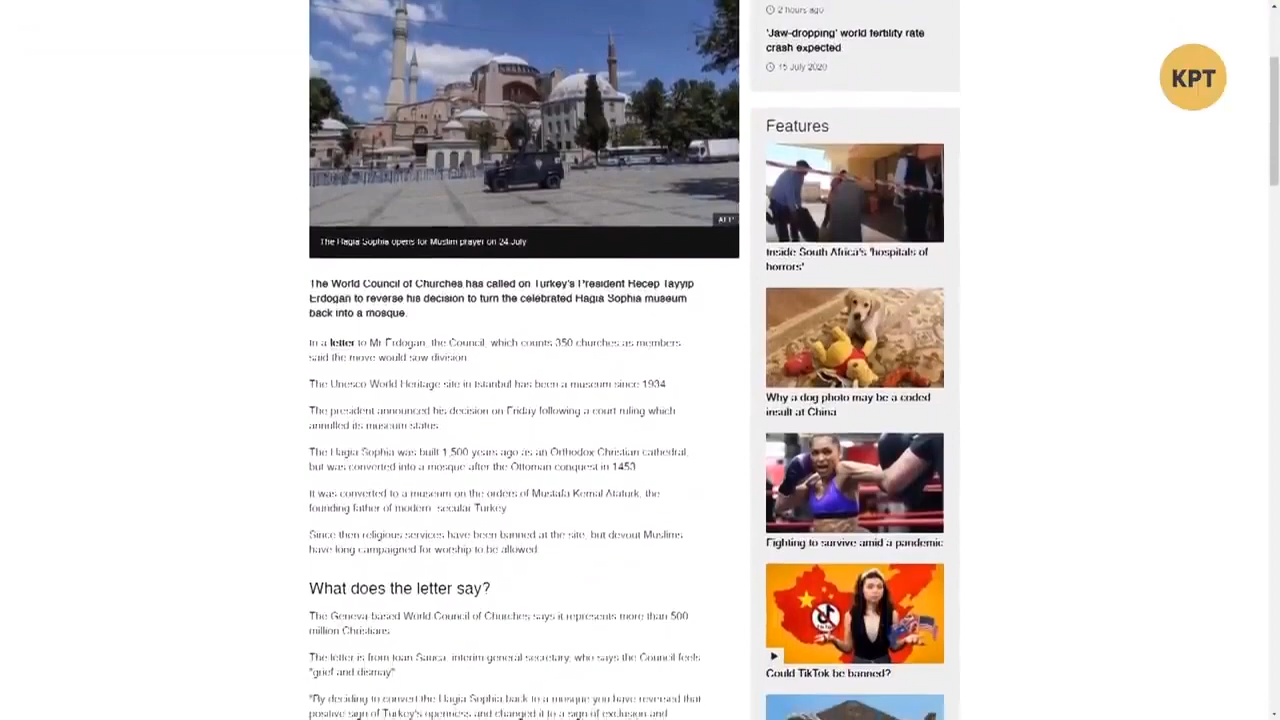 2 hours ago
'Jaw-dropping' world fertility rate
crash expected
15 July 2020
KPT
Features
AFP
The Hagia Sophia opens for Muslim prayer on 24 July
Inside South Africa's 'hospitals of
horrors'
The World Council of Churches has called on Turkey's President Recep Tayyip
Erdogan to reverse his decision to turn the celebrated Hagia Sophia museum
back into a mosque.
In a letter to Mr Erdogan, the Council, which counts 350 churches as members
said the move would sow division
The Unesco World Heritage site in Istanbul has been a museum since 1934
The president announced his decision on Friday following a court ruling which
annulled its museum status
The Hagia Sophia was built 1,500 years ago as an Orthodox Christian cathedral,
but was converted into a mosque after the Ottoman conquest in 1453
It was converted to a museum on the orders of Mustafa Kemal Ataturk, the
founding father of modern, secular Turkey
Since then religious services have been banned at the site, but devout Muslims
have long campaigned for worship to be allowed
What does the letter say?
The Geneva-based World Council of Churches says it represents more than 500
million Christians
The letter is from Ioan Sauca, interim general secretary, who says the Council feels
"grief and dismay"
"By deciding to convert the Hagia Sophia back to a mosque you have reversed that
positive sign of Turkey's openness and changed it to a sign of exclusion and
Why a dog photo may be a coded
insult at China
Fighting to survive amid a pandemic
Could TikTok be banned?